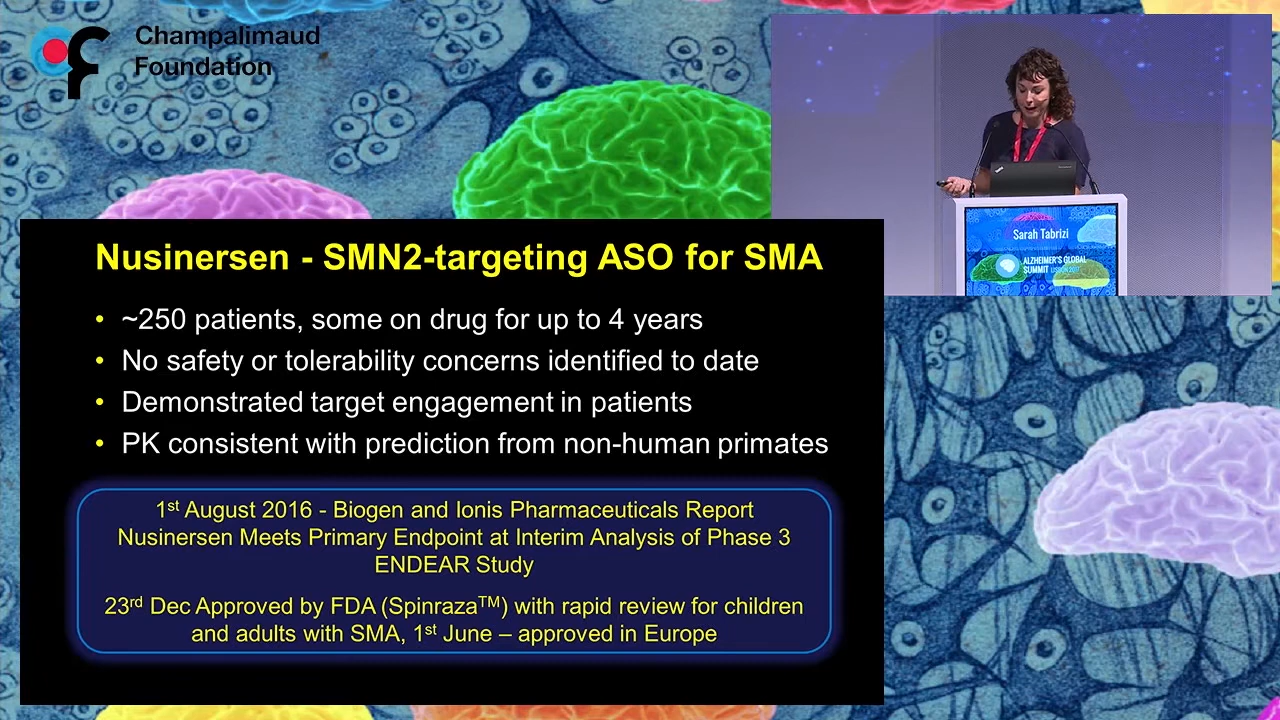 Champalimaud
Foundation
Sarah Tabrizi
ALZHEIMER'S GLOBAL
SUMMIT LISBON 2017
Nusinersen - SMN2-targeting ASO for SMA
• ~250 patients, some on drug for up to 4 years
• No safety or tolerability concerns identified to date
• Demonstrated target engagement in patients
• PK consistent with prediction from non-human primates
1st August 2016 - Biogen and Ionis Pharmaceuticals Report
Nusinersen Meets Primary Endpoint at Interim Analysis of Phase 3
ENDEAR Study
23rd Dec Approved by FDA (Spinraza™) with rapid review for children
and adults with SMA, 1st June – approved in Europe